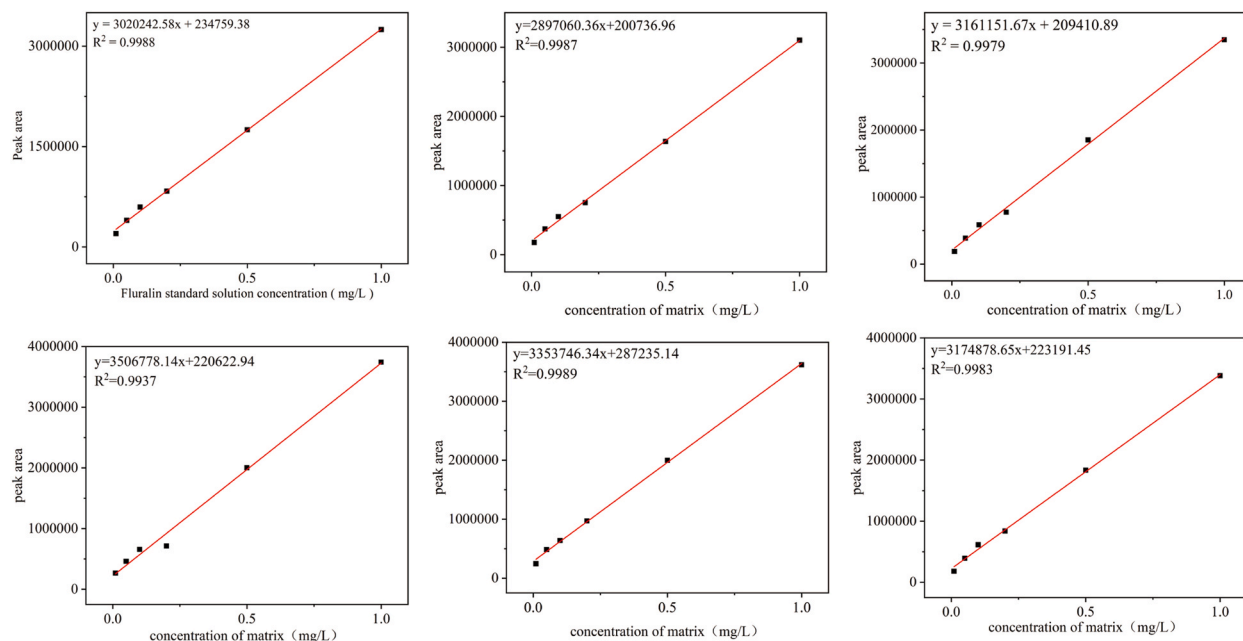 y = 3020242.58x + 234759.38
R² = 0.9988
3000000
1500000
0
Peak area
0.0
0.5
1.0
Fluralin standard solution concentration ( mg/L )
y=2897060.36x+200736.96
R²=0.9987
3000000
2000000
1000000
0
peak area
0.0
0.5
1.0
concentration of matrix（mg/L）
y = 3161151.67x + 209410.89
R² = 0.9979
3000000
2000000
1000000
0
peak area
0.0
0.5
1.0
concentration of matrix（mg/L）
y=3506778.14x+220622.94
R²=0.9937
4000000
3000000
2000000
1000000
0
peak area
0.0
0.5
1.0
concentration of matrix（mg/L）
y=3353746.34x+287235.14
R²=0.9989
4000000
3000000
2000000
1000000
0
peak area
0.0
0.5
1.0
concentration of matrix（mg/L）
y=3174878.65x+223191.45
R²=0.9983
4000000
3000000
2000000
1000000
0
peak area
0.0
0.5
1.0
concentration of matrix（mg/L）